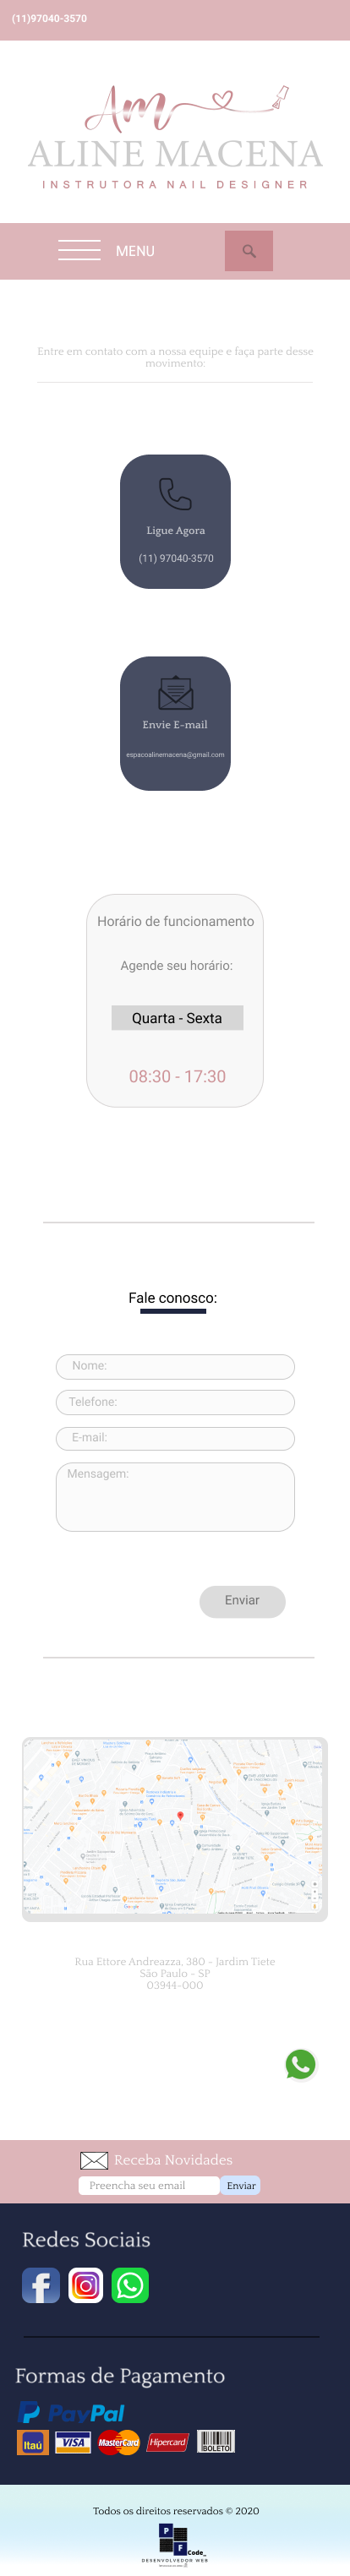 (11)97040-3570
Am
ALINE MACENA
INSTRUTORA NAIL DESIGNER
MENU
Entre em contato com a nossa equipe e faça parte desse
movimento:
Ligue Agora
(11) 97040-3570
Envie E-mail
espacoalinemacena@gmail.com
Horário de funcionamento
Agende seu horário:
Quarta - Sexta
08:30 - 17:30
Fale conosco:
Nome:
Telefone:
E-mail:
Mensagem:
Enviar
Google
Rua Ettore Andreazza, 380 - Jardim Tiete
São Paulo - SP
03944-000
Receba Novidades
Preencha seu email
Enviar
Redes Sociais
Formas de Pagamento
PayPal
Itaú
VISA
MasterCard
Hipercard
BOLETO
Todos os direitos reservados © 2020
P
F
Code_
DESENVOLVEDOR WEB